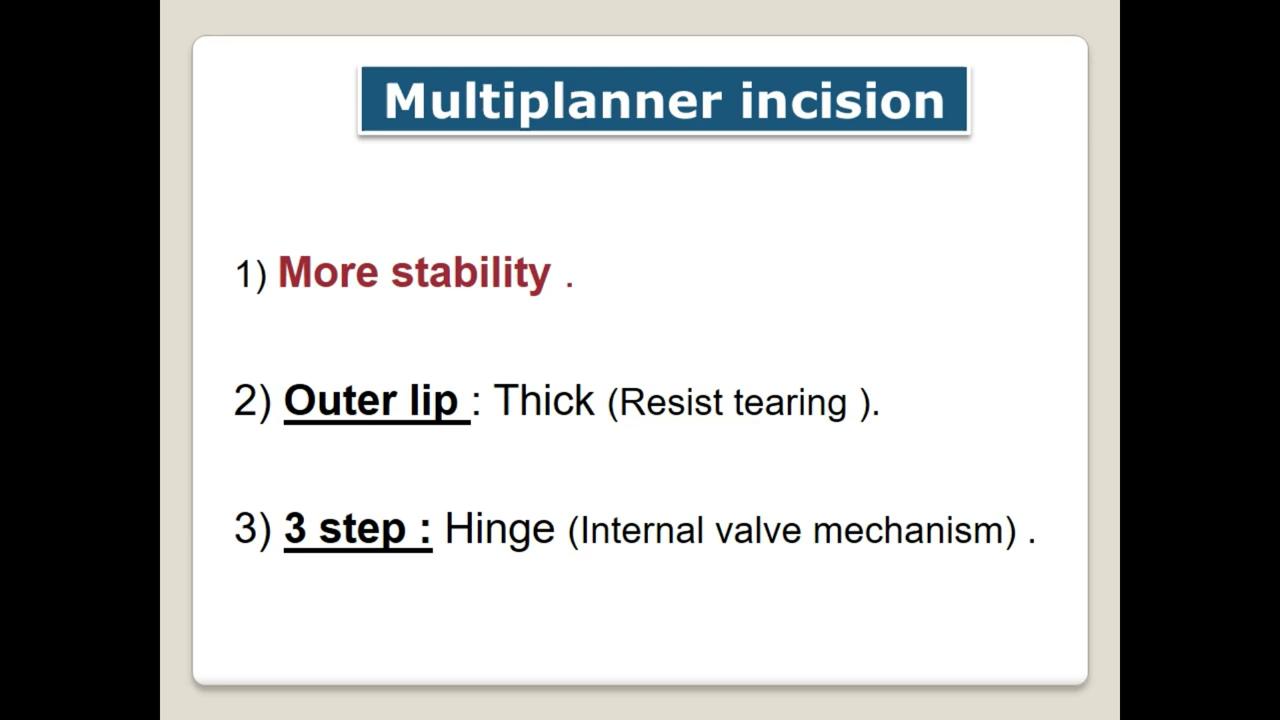 Multiplanner incision
1) More stability .
2) Outer lip : Thick (Resist tearing ).
3) 3 step : Hinge (Internal valve mechanism) .